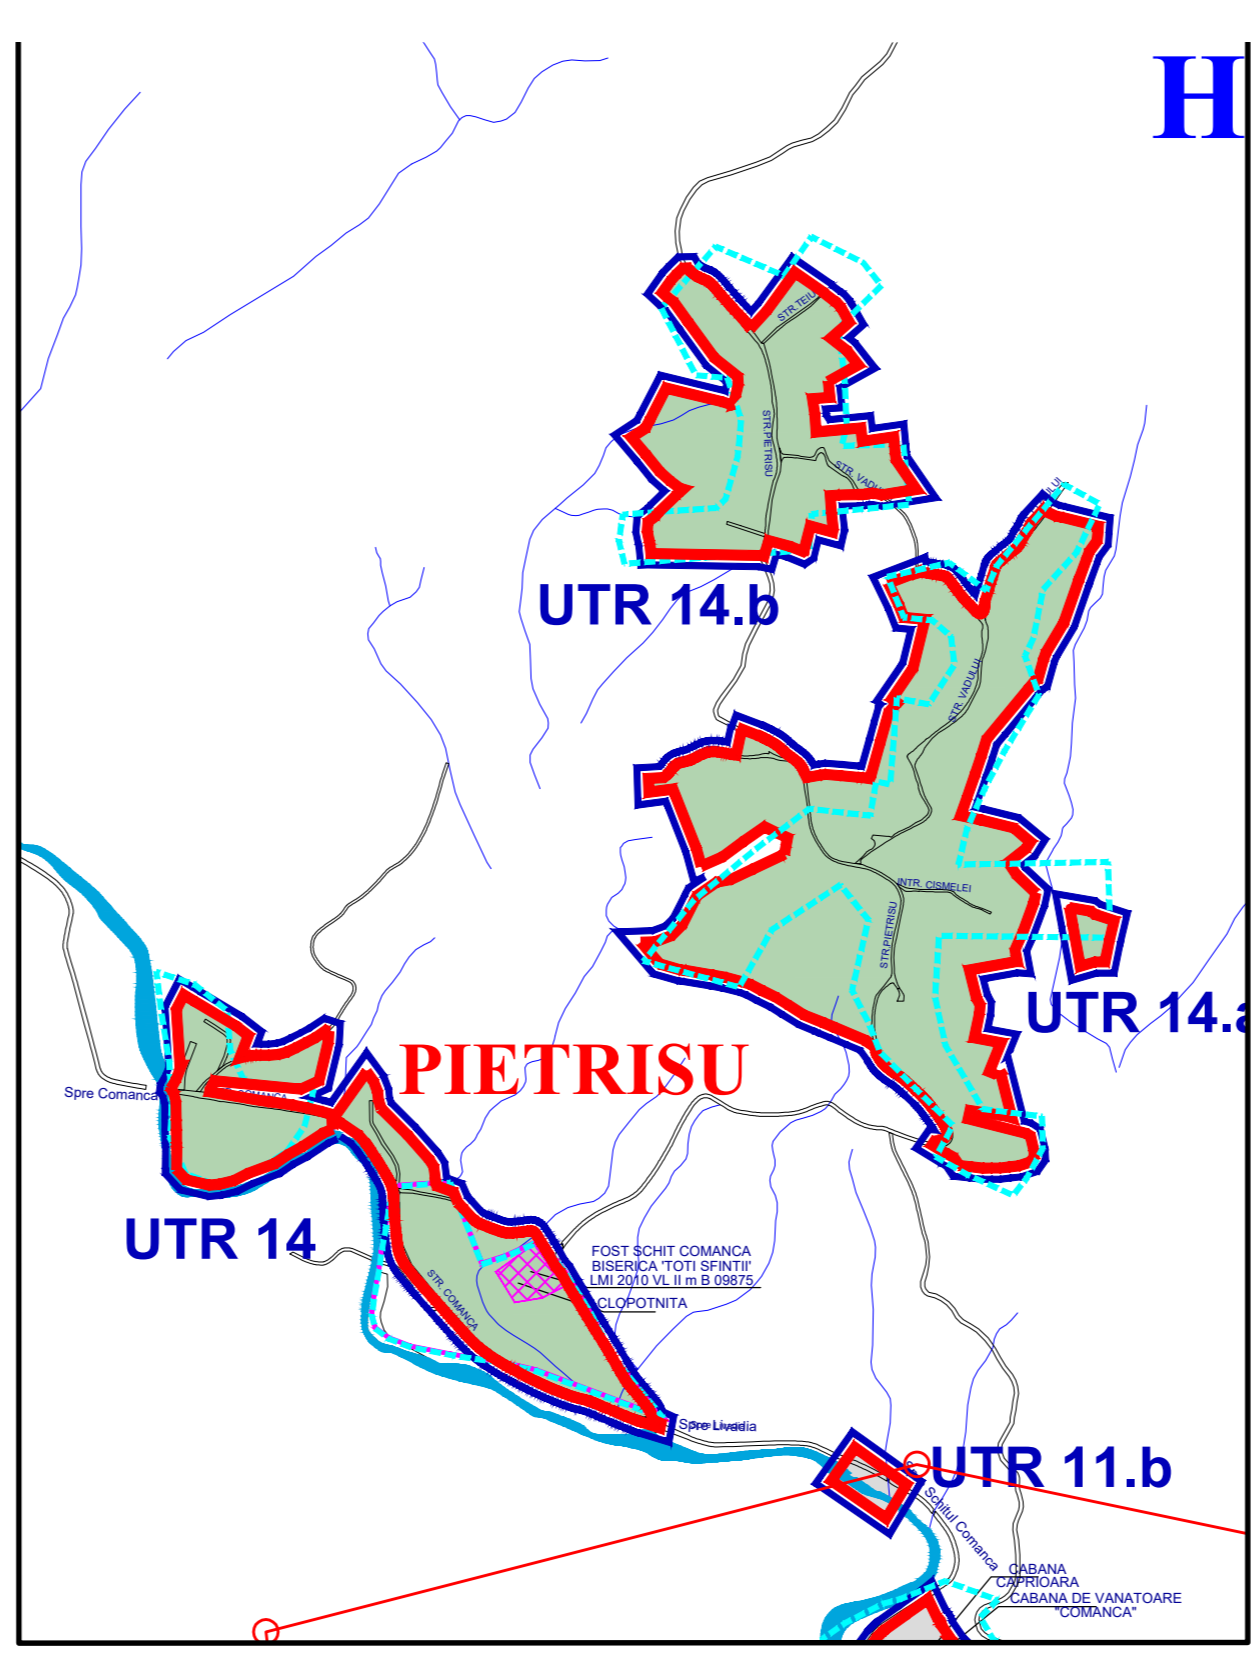 H
STR.TEIU
STR.PIETRISU
STR. VADU
ULUI
UTR 14.b
STR. VADULUI
INTR. CISMELEI
STR.PIETRISU
UTR 14.a
PIETRISU
Spre Comanca
COMANCA
UTR 14
FOST SCHIT COMANCA
BISERICA 'TOTI SFINTII'
LMI 2010 VL II m B 09875
CLOPOTNITA
STR. COMANCA
Spre Livadia
UTR 11.b
Schitul Comanca
CABANA
CAPRIOARA
CABANA DE VANATOARE
"COMANCA"